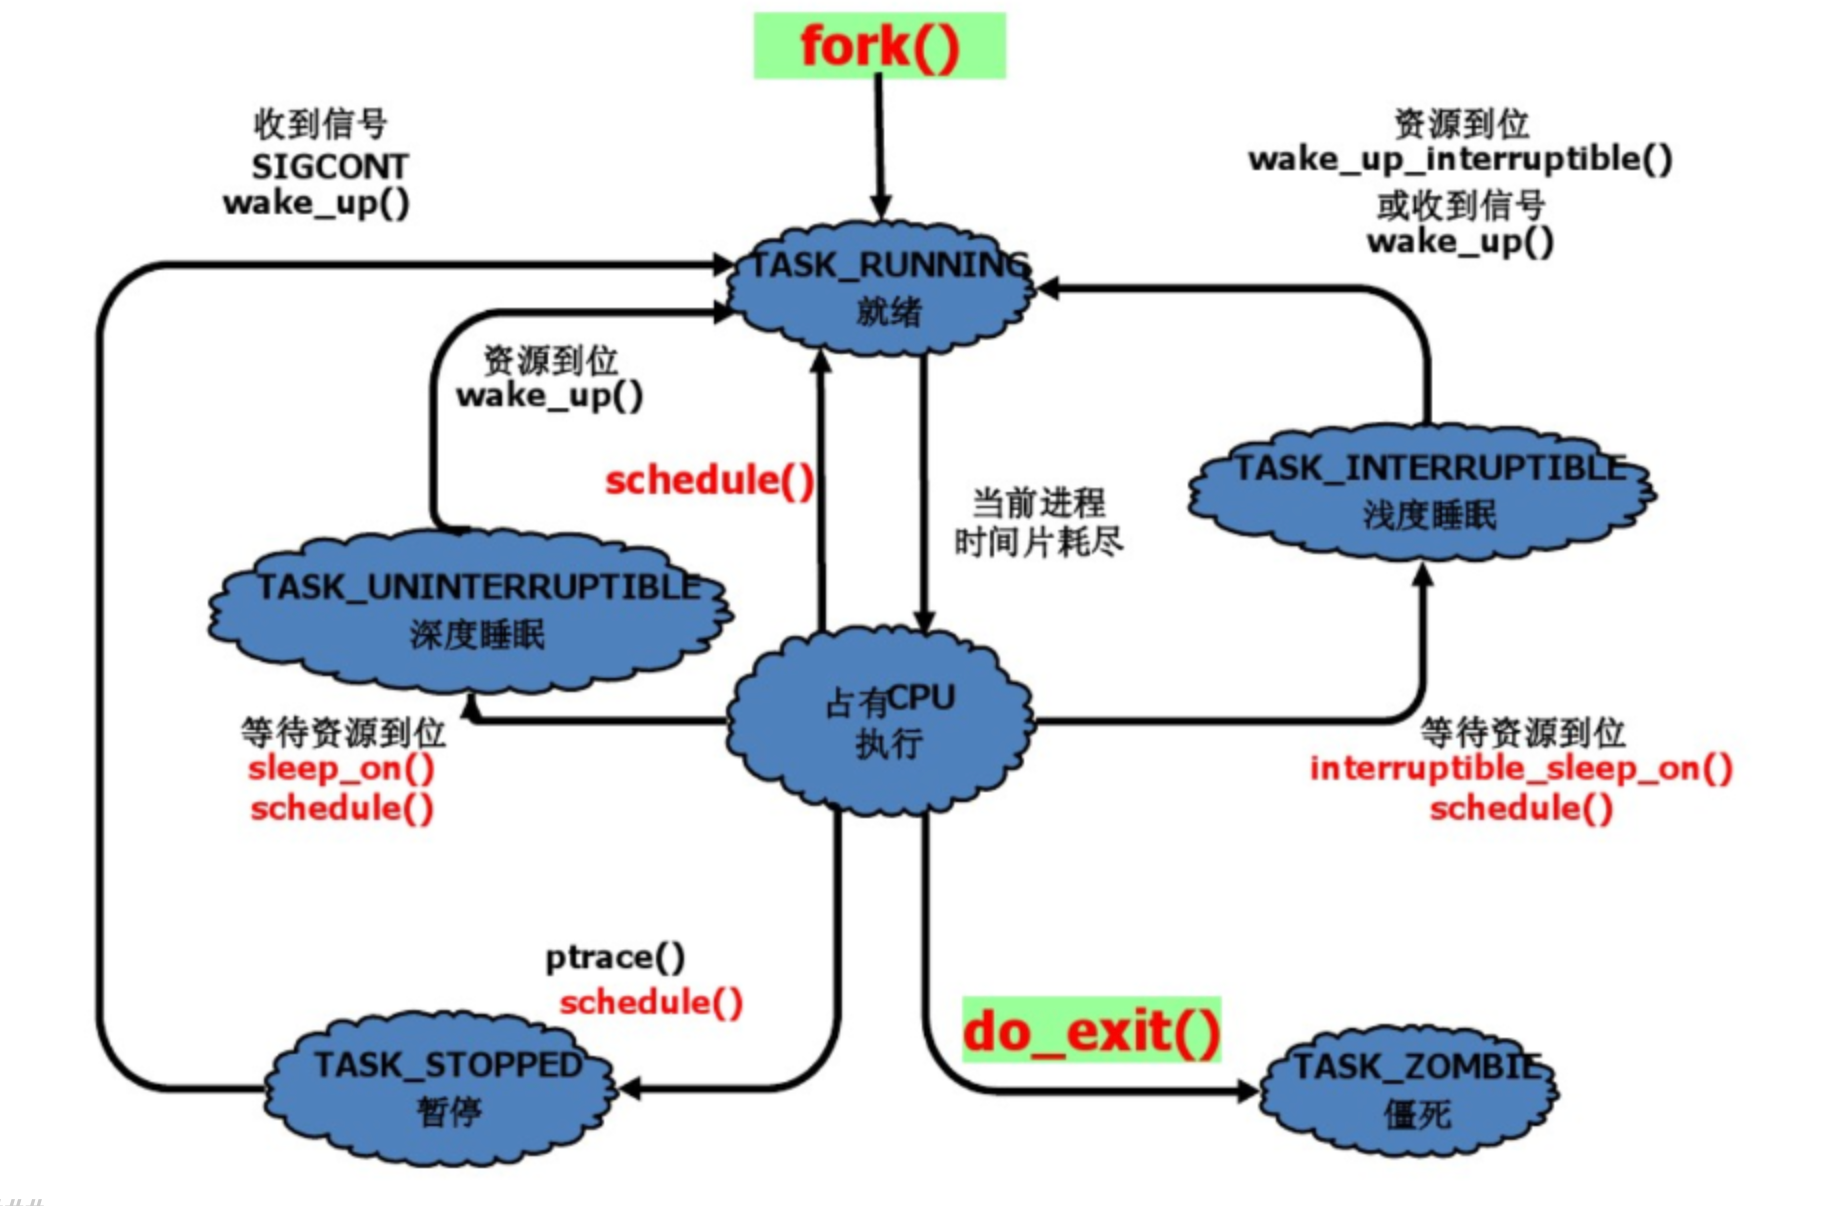 fork()
收到信号
SIGCONT
wake_up()
资源到位
wake_up_interruptible()
或收到信号
wake_up()
TASK_RUNNING
就绪
资源到位
wake_up()
schedule()
当前进程
时间片耗尽
TASK_INTERRUPTIBLE
浅度睡眠
TASK_UNINTERRUPTIBLE
深度睡眠
占有CPU
执行
等待资源到位
sleep_on()
schedule()
等待资源到位
interruptible_sleep_on()
schedule()
ptrace()
schedule()
do_exit()
TASK_STOPPED
暂停
TASK_ZOMBIE
僵死